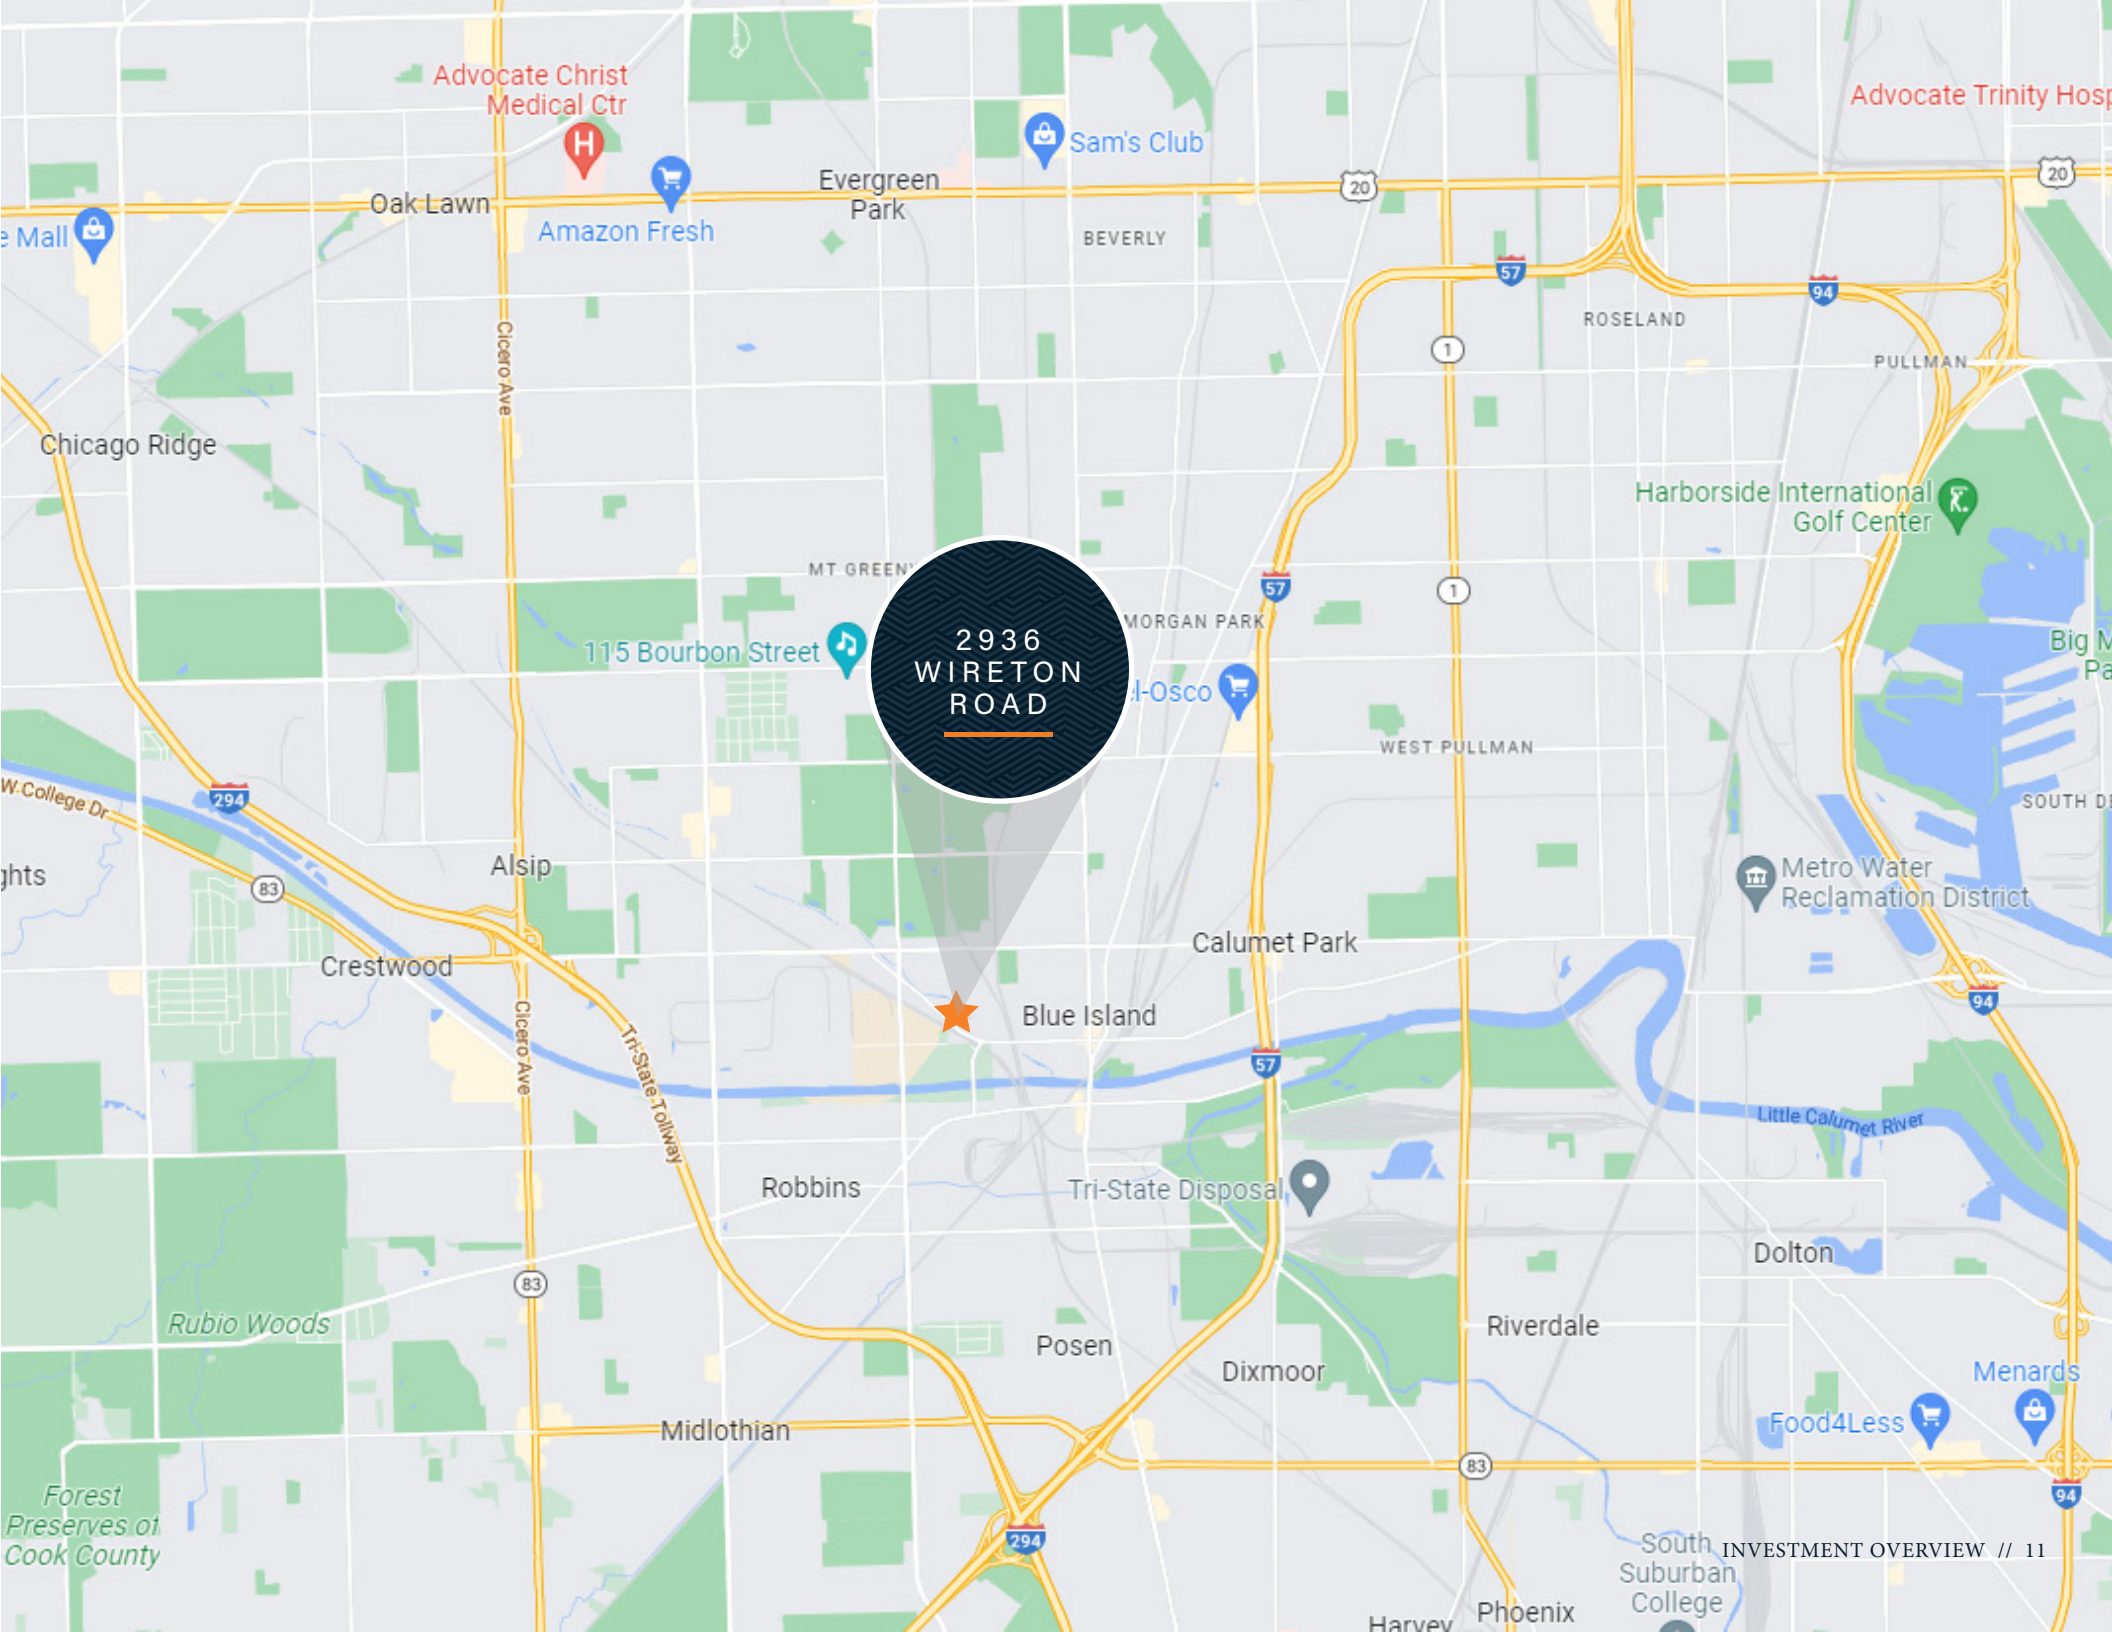 Advocate Christ
Medical Ctr
H
Advocate Trinity Hosp
Sam's Club
Evergreen
Park
20
20
Oak Lawn
Amazon Fresh
e Mall
BEVERLY
57
94
ROSELAND
1
PULLMAN
Cicero Ave
Chicago Ridge
Harborside International
Golf Center
MT GREENW
57
1
MORGAN PARK
2936
WIRETON
ROAD
115 Bourbon Street
Big M
Pa
el-Osco
WEST PULLMAN
294
W College Dr
SOUTH DE
Alsip
ghts
83
Metro Water
Reclamation District
Calumet Park
Crestwood
94
Blue Island
Cicero Ave
Tri-State Tollway
57
Little Calumet River
Robbins
Tri-State Disposal
Dolton
83
Rubio Woods
Riverdale
Posen
Dixmoor
Menards
Food4Less
Midlothian
83
94
Forest
Preserves of
Cook County
294
South
Suburban
College
INVESTMENT OVERVIEW // 11
Phoenix
Harvey